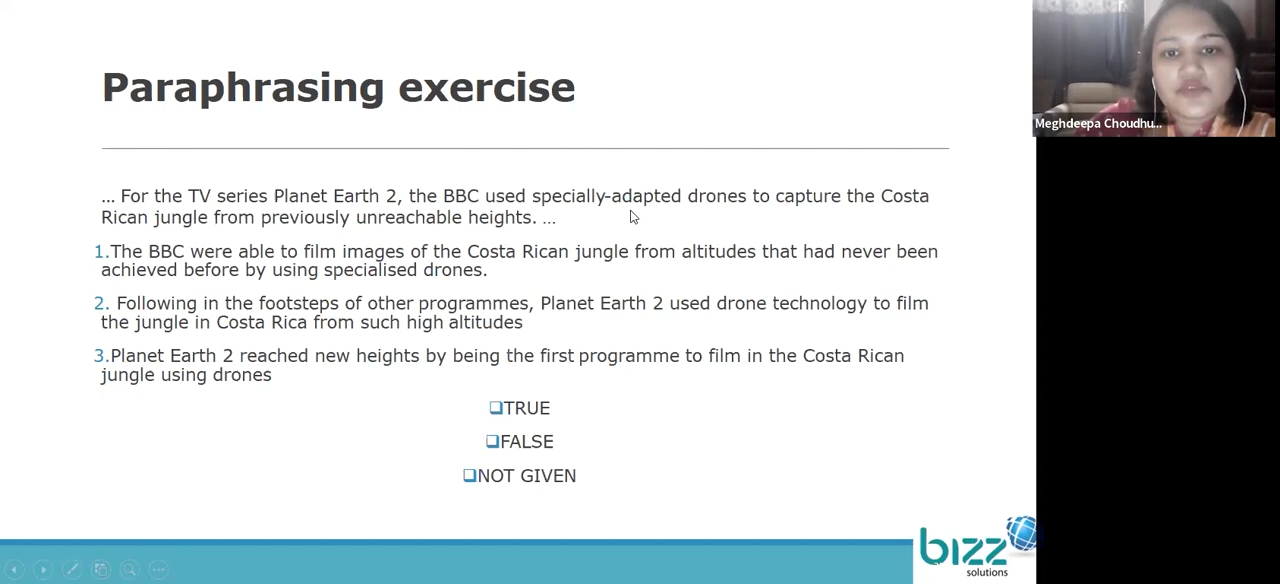 Paraphrasing exercise
Meghdeepa Choudhu...
... For the TV series Planet Earth 2, the BBC used specially-adapted drones to capture the Costa
Rican jungle from previously unreachable heights. ...
1.The BBC were able to film images of the Costa Rican jungle from altitudes that had never been
achieved before by using specialised drones.
2. Following in the footsteps of other programmes, Planet Earth 2 used drone technology to film
the jungle in Costa Rica from such high altitudes
3.Planet Earth 2 reached new heights by being the first programme to film in the Costa Rican
jungle using drones
❑TRUE
❑FALSE
❑NOT GIVEN
bizz
solutions